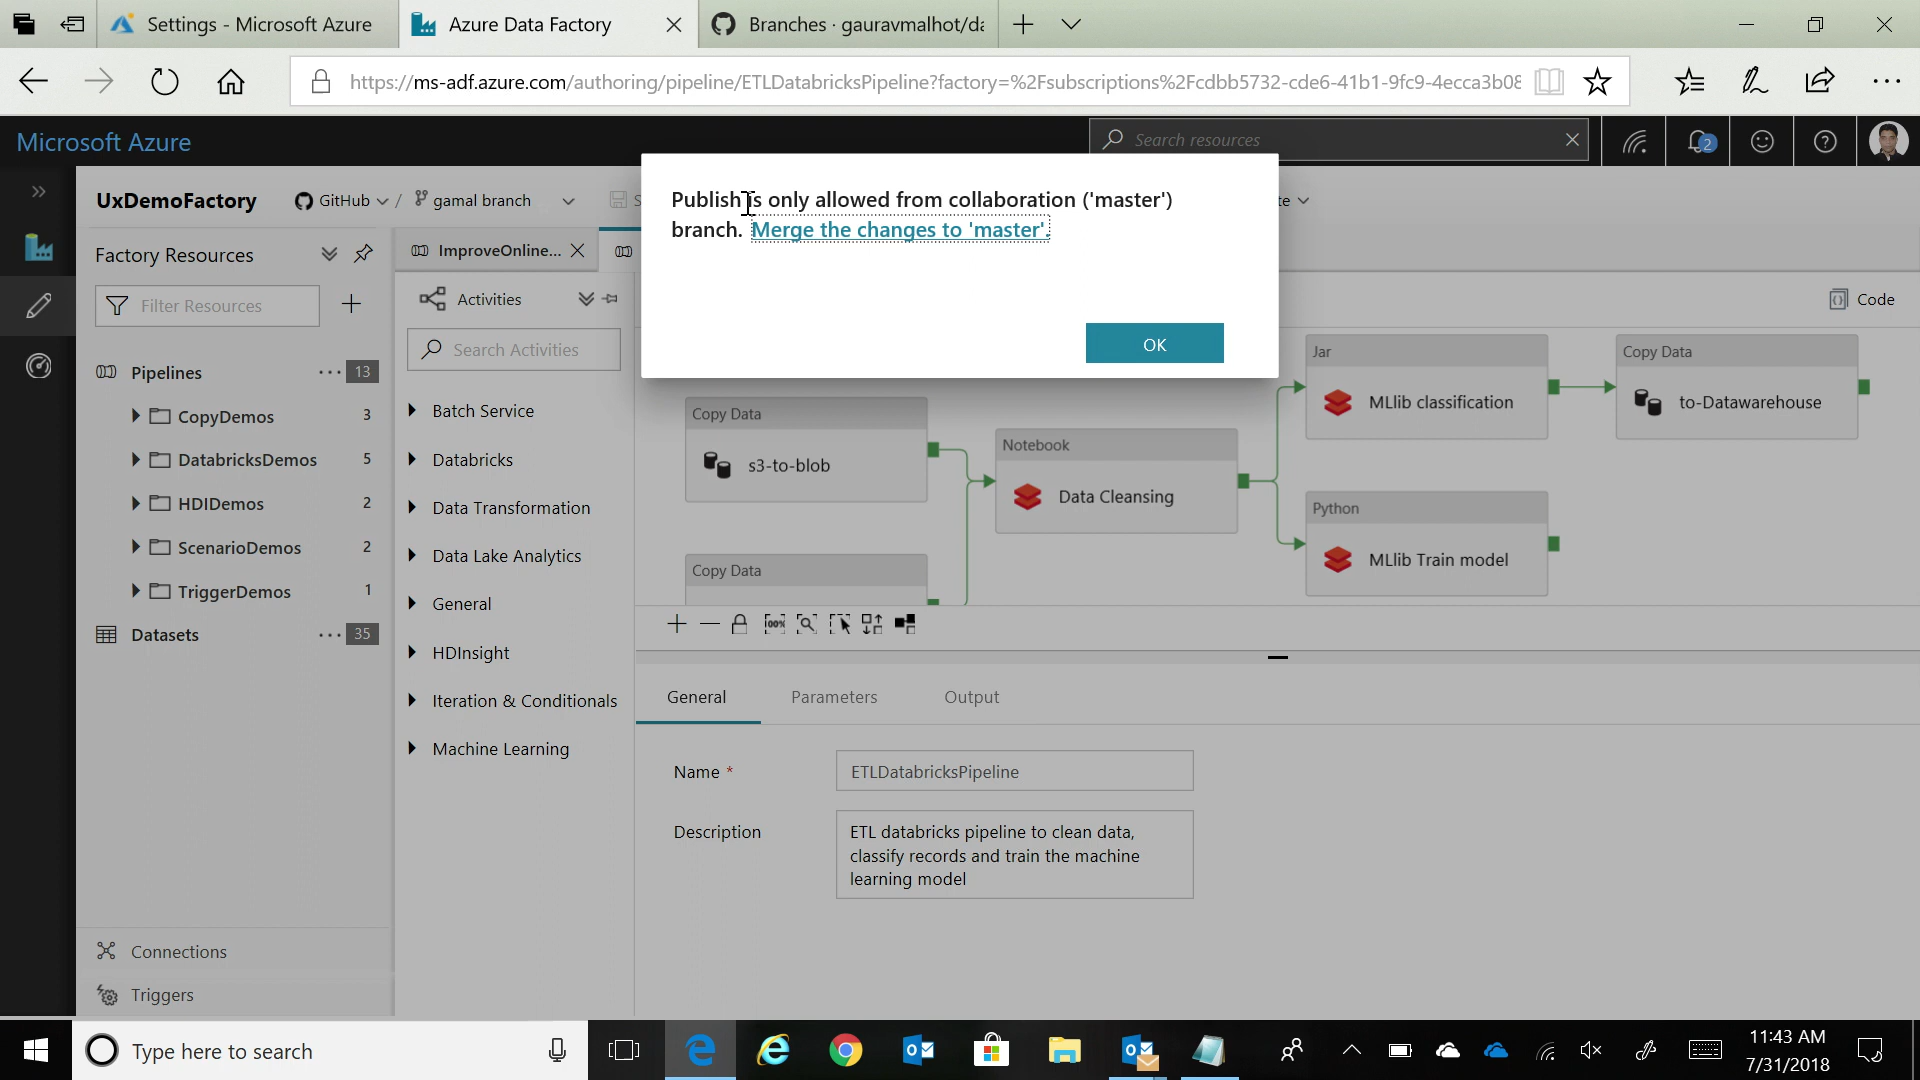 Settings - Microsoft Azure
Azure Data Factory
Branches · gauravmalhot/da
https://ms-adf.azure.com/authoring/pipeline/ETLDatabricksPipeline?factory=%2Fsubscriptions%2Fcdbb5732-cde6-41b1-9fc9-4ecca3b08
Microsoft Azure
Search resources
2
UxDemoFactory
GitHub
/
gamal branch
S
te
Publish is only allowed from collaboration ('master')
branch. Merge the changes to 'master'.
OK
Factory Resources
Filter Resources
Pipelines
13
CopyDemos 3
DatabricksDemos 5
HDIDemos 2
ScenarioDemos 2
TriggerDemos 1
Datasets
35
Connections
Triggers
ImproveOnline...
Activities
Search Activities
Batch Service
Databricks
Data Transformation
Data Lake Analytics
General
HDInsight
Iteration & Conditionals
Machine Learning
Code
Copy Data
s3-to-blob
Copy Data
Notebook
Data Cleansing
Jar
MLlib classification
Python
MLlib Train model
Copy Data
to-Datawarehouse
100%
General
Parameters
Output
Name *
ETLDatabricksPipeline
Description
ETL databricks pipeline to clean data,
classify records and train the machine
learning model
Type here to search
11:43 AM
7/31/2018